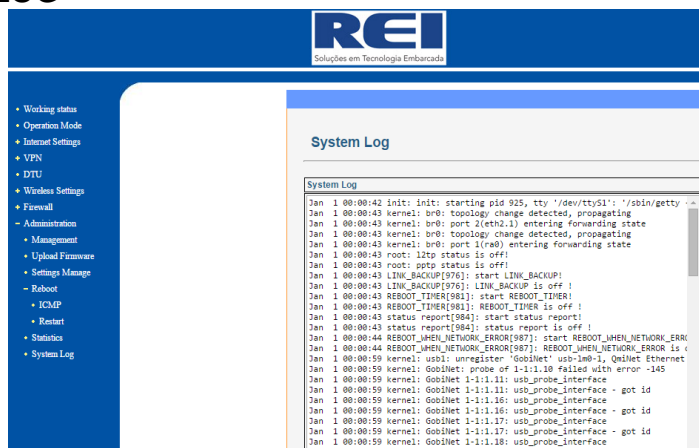 REI
Soluções em Tecnologia Embarcada
Working status
Operation Mode
Internet Settings
VPN
DTU
Wireless Settings
Firewall
Administration
Management
Upload Firmware
Settings Manage
Reboot
ICMP
Restart
Statistics
System Log
System Log
System Log
Jan 1 00:00:42 init: init: starting pid 925, tty '/dev/ttyS1': '/sbin/getty
Jan 1 00:00:43 kernel: br0: topology change detected, propagating
Jan 1 00:00:43 kernel: br0: port 2(eth2.1) entering forwarding state
Jan 1 00:00:43 kernel: br0: topology change detected, propagating
Jan 1 00:00:43 kernel: br0: port 1(ra0) entering forwarding state
Jan 1 00:00:43 root: l2tp status is off!
Jan 1 00:00:43 root: pptp status is off!
Jan 1 00:00:43 LINK_BACKUP[976]: start LINK_BACKUP!
Jan 1 00:00:43 LINK_BACKUP[976]: LINK_BACKUP is off !
Jan 1 00:00:43 REBOOT_TIMER[981]: start REBOOT_TIMER!
Jan 1 00:00:43 REBOOT_TIMER[981]: REBOOT_TIMER is off !
Jan 1 00:00:43 status report[984]: start status report!
Jan 1 00:00:43 status report[984]: status report is off !
Jan 1 00:00:44 REBOOT_WHEN_NETWORK_ERROR[987]: start REBOOT_WHEN_NETWORK_ERRO
Jan 1 00:00:44 REBOOT_WHEN_NETWORK_ERROR[987]: REBOOT_WHEN_NETWORK_ERROR is
Jan 1 00:00:59 kernel: usb1: unregister 'GobiNet' usb-lm0-1, QmiNet Ethernet
Jan 1 00:00:59 kernel: GobiNet: probe of 1-1:1.10 failed with error -145
Jan 1 00:00:59 kernel: GobiNet 1-1:1.11: usb_probe_interface
Jan 1 00:00:59 kernel: GobiNet 1-1:1.11: usb_probe_interface - got id
Jan 1 00:00:59 kernel: GobiNet 1-1:1.16: usb_probe_interface
Jan 1 00:00:59 kernel: GobiNet 1-1:1.16: usb_probe_interface - got id
Jan 1 00:00:59 kernel: GobiNet 1-1:1.17: usb_probe_interface
Jan 1 00:00:59 kernel: GobiNet 1-1:1.17: usb_probe_interface - got id
Jan 1 00:00:59 kernel: GobiNet 1-1:1.18: usb_probe_interface